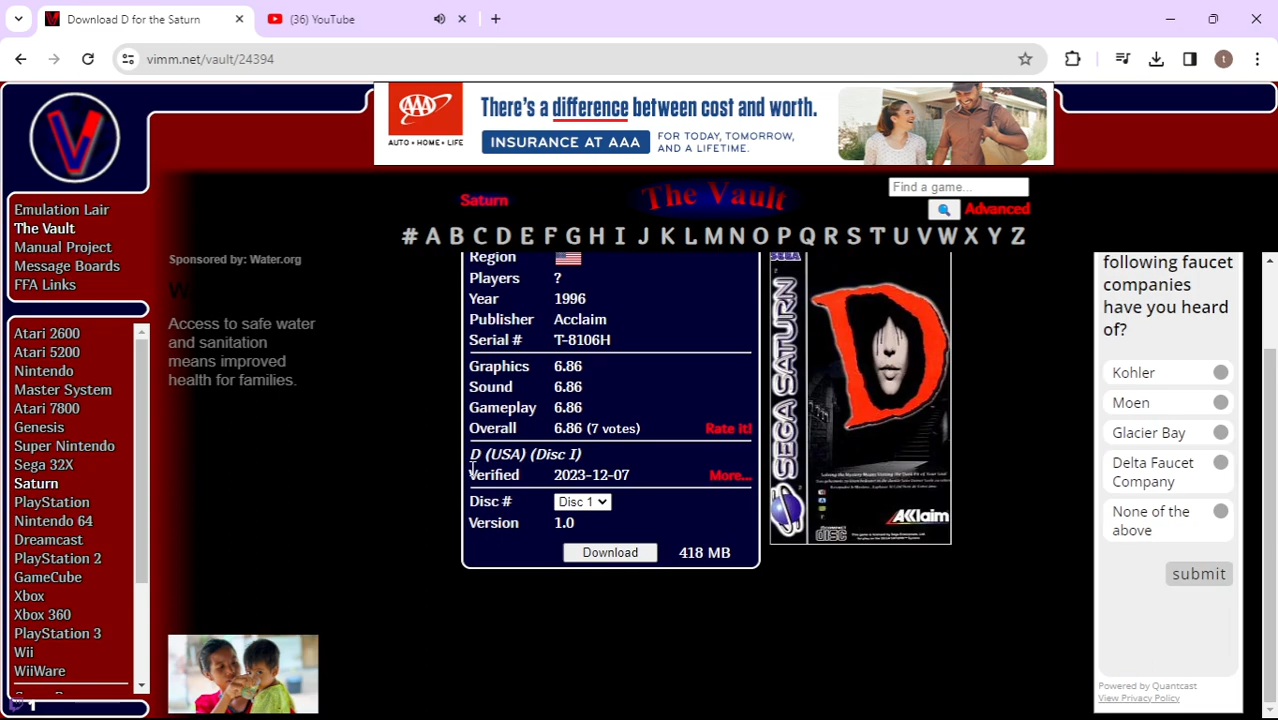 Download D for the Saturn
(36) YouTube
vimm.net/vault/24394
t
AAA
AUTO • HOME • LIFE
There's a difference between cost and worth.
INSURANCE AT AAA
FOR TODAY, TOMORROW,
AND A LIFETIME.
V
Emulation Lair
The Vault
Manual Project
Message Boards
FFA Links
Atari 2600
Atari 5200
Nintendo
Master System
Atari 7800
Genesis
Super Nintendo
Sega 32X
Saturn
PlayStation
Nintendo 64
Dreamcast
PlayStation 2
GameCube
Xbox
Xbox 360
PlayStation 3
Wii
WiiWare
Sponsored by: Water.org
Access to safe water
and sanitation
means improved
health for families.
Saturn
The Vault
Find a game...
Advanced
# A B C D E F G H I J K L M N O P Q R S T U V W X Y Z
Region
Players ?
Year 1996
Publisher Acclaim
Serial # T-8106H
Graphics 6.86
Sound 6.86
Gameplay 6.86
Overall 6.86 (7 votes) Rate it!
D (USA) (Disc 1)
Verified 2023-12-07 More...
Disc # Disc 1
Version 1.0
Download 418 MB
SEGA
SEGA SATURN
D
AKlaim
following faucet
companies
have you heard
of?
Kohler
Moen
Glacier Bay
Delta Faucet
Company
None of the
above
submit
Powered by Quantcast
View Privacy Policy
1